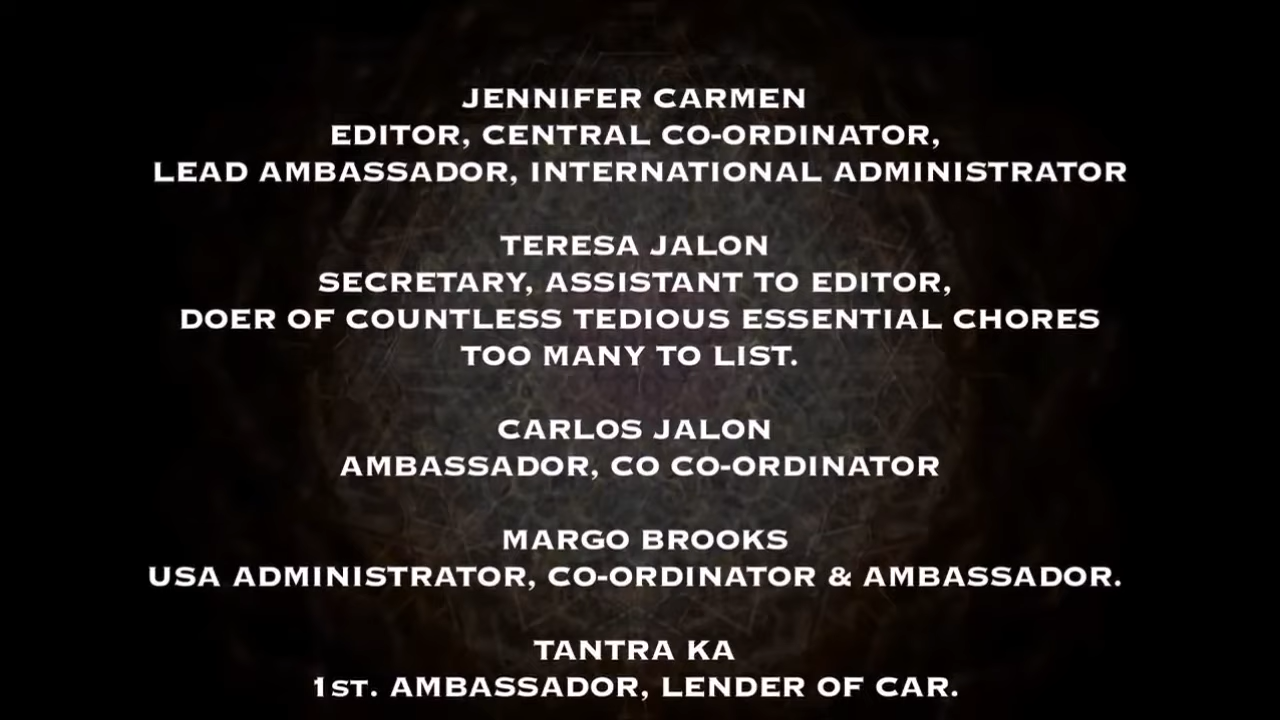 JENNIFER CARMEN
EDITOR, CENTRAL CO-ORDINATOR,
LEAD AMBASSADOR, INTERNATIONAL ADMINISTRATOR
TERESA JALON
SECRETARY, ASSISTANT TO EDITOR,
DOER OF COUNTLESS TEDIOUS ESSENTIAL CHORES
TOO MANY TO LIST.
CARLOS JALON
AMBASSADOR, CO CO-ORDINATOR
MARGO BROOKS
USA ADMINISTRATOR, CO-ORDINATOR & AMBASSADOR.
TANTRA KA
1ST. AMBASSADOR, LENDER OF CAR.